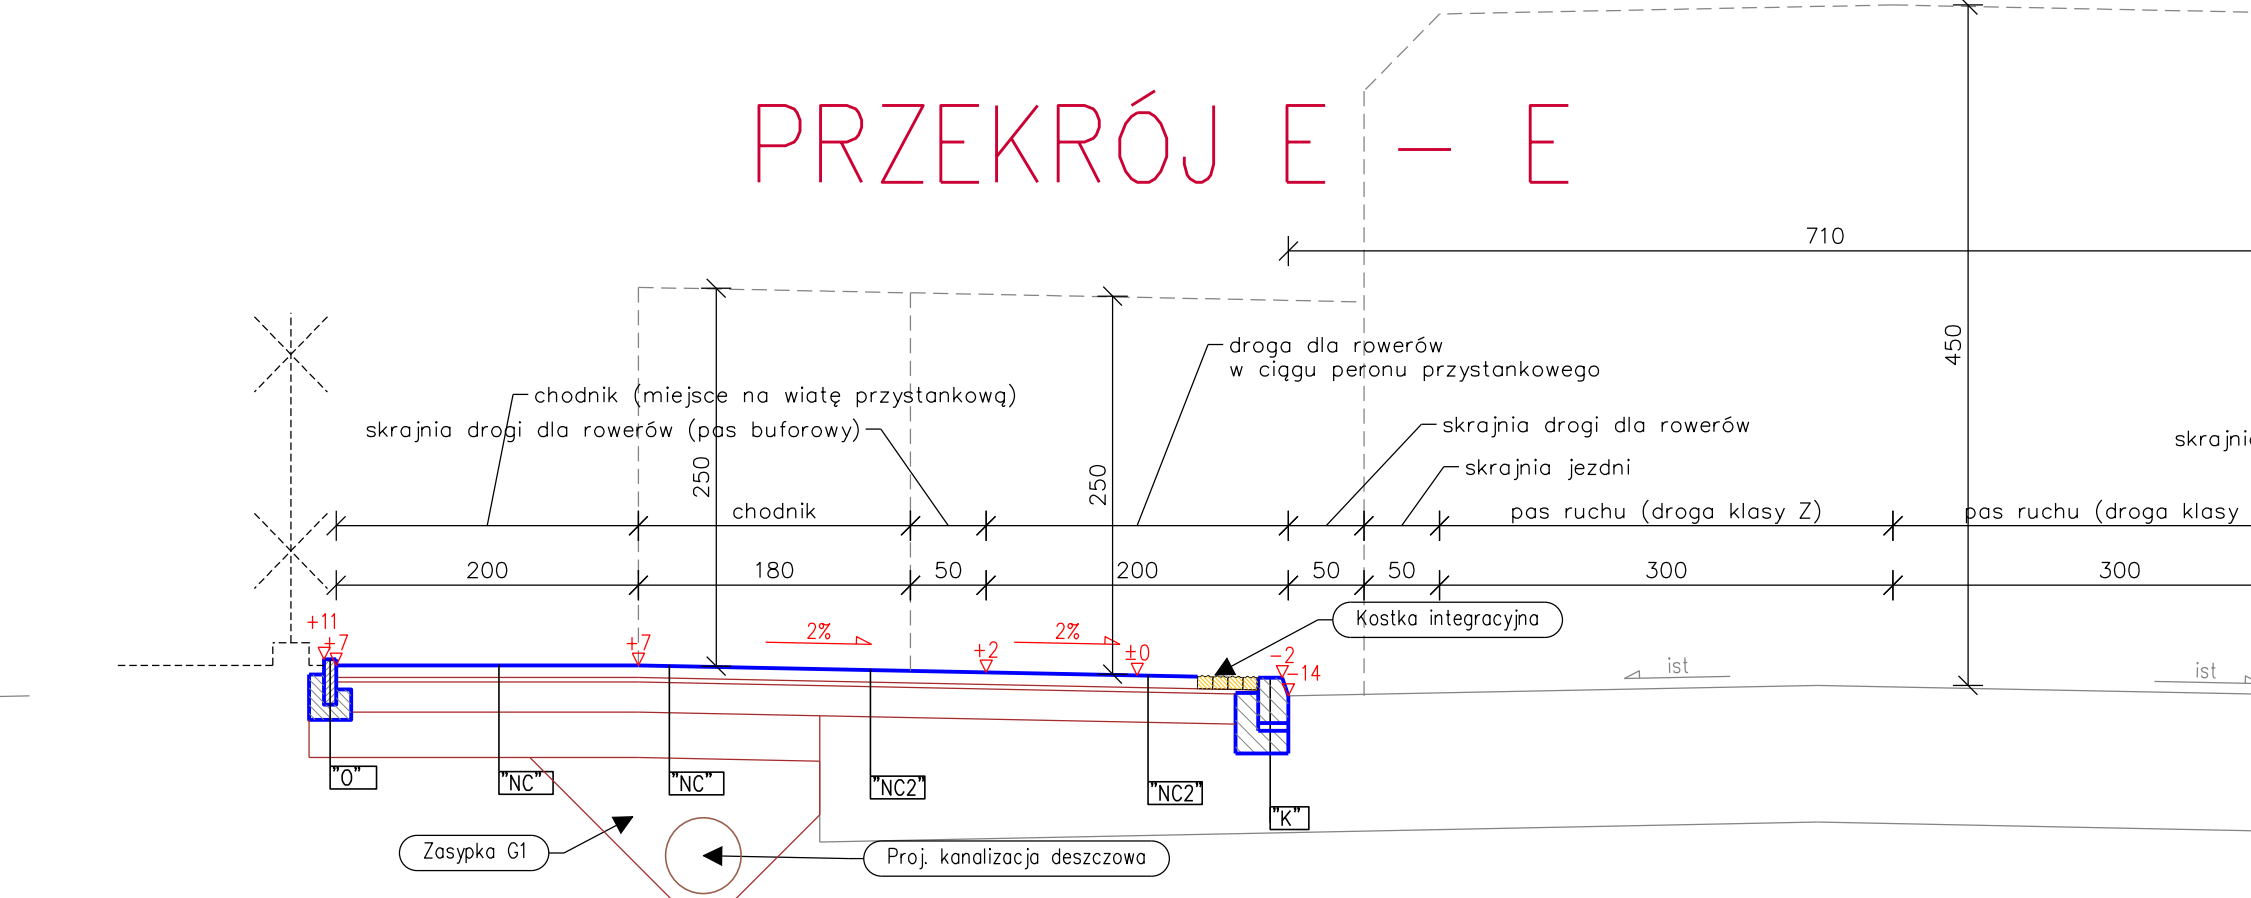 PRZEKRÓJ E – E
710
450
250
250
droga dla rowerów
w ciągu peronu przystankowego
chodnik (miejsce na wiatę przystankową)
skrajnia drogi dla rowerów (pas buforowy)
skrajnia drogi dla rowerów
skrajnia jezdni
chodnik
pas ruchu (droga klasy Z)
pas ruchu (droga klasy
200
180
50
200
50
50
300
300
Kostka integracyjna
+11
+7
+7
2%
+2
2%
±0
-2
-14
ist
ist
"O"
"NC"
"NC"
"NC2"
"NC2"
"K"
Zasypka G1
Proj. kanalizacja deszczowa